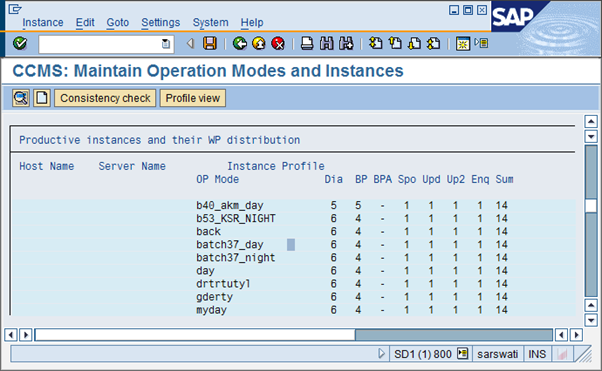 Instance Edit Goto Settings System Help
SAP
CCMS: Maintain Operation Modes and Instances
Consistency check Profile view
Productive instances and their WP distribution
Host Name Server Name Instance Profile
OP Mode Dia BP BPA Spo Upd Up2 Enq Sum
b40_akm_day 5 5 - 1 1 1 1 14
b53_KSR_NIGHT 6 4 - 1 1 1 1 14
back 6 4 - 1 1 1 1 14
batch37_day 6 4 - 1 1 1 1 14
batch37_night 6 4 - 1 1 1 1 14
day 6 4 - 1 1 1 1 14
drtrtutyl 6 4 - 1 1 1 1 14
gderty 6 4 - 1 1 1 1 14
myday 6 4 - 1 1 1 1 14
SD1 (1) 800 sarswati INS